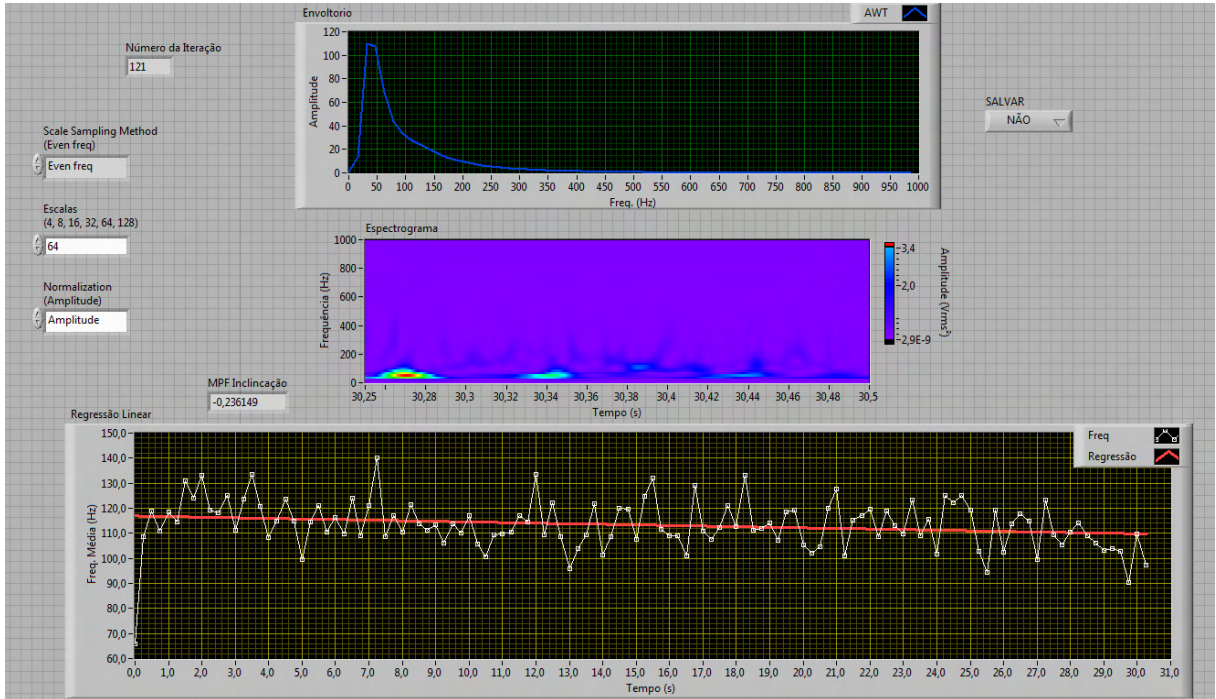 Envoltorio
AWT
Número da Iteração
121
Scale Sampling Method
(Even freq)
Even freq
Escalas
(4, 8, 16, 32, 64, 128)
64
Normalization
(Amplitude)
Amplitude
SALVAR
NÃO
Amplitude
120
100
80
60
40
20
0
0 50 100 150 200 250 300 350 400 450 500 550 600 650 700 750 800 850 900 950 1000
Freq. (Hz)
Espectrograma
Frequência (Hz)
1000
800
600
400
200
0
30,25 30,28 30,3 30,32 30,34 30,36 30,38 30,4 30,42 30,44 30,46 30,48 30,5
Tempo (s)
3,4
2,0
2,9E-9
Amplitude (Vrms²)
MPF Inclincação
-0,236149
Regressão Linear
Freq
Regressão
Freq. Média (Hz)
150,0
140,0
130,0
120,0
110,0
100,0
90,0
80,0
70,0
60,0
0,0 1,0 2,0 3,0 4,0 5,0 6,0 7,0 8,0 9,0 10,0 11,0 12,0 13,0 14,0 15,0 16,0 17,0 18,0 19,0 20,0 21,0 22,0 23,0 24,0 25,0 26,0 27,0 28,0 29,0 30,0 31,0
Tempo (s)